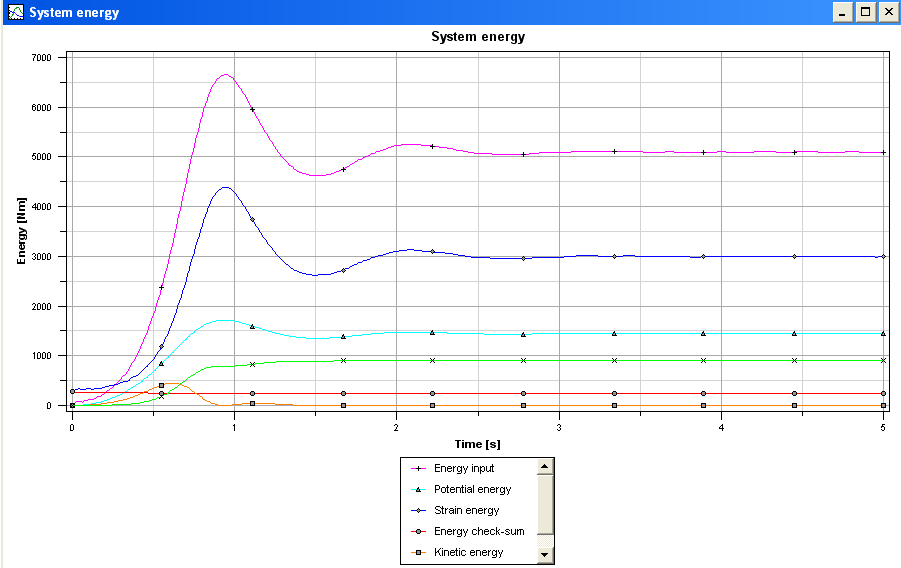 System energy
System energy
7000
6000
5000
4000
3000
2000
1000
0
Energy [Nm]
0 1 2 3 4 5
Time [s]
Energy input
Potential energy
Strain energy
Energy check-sum
Kinetic energy